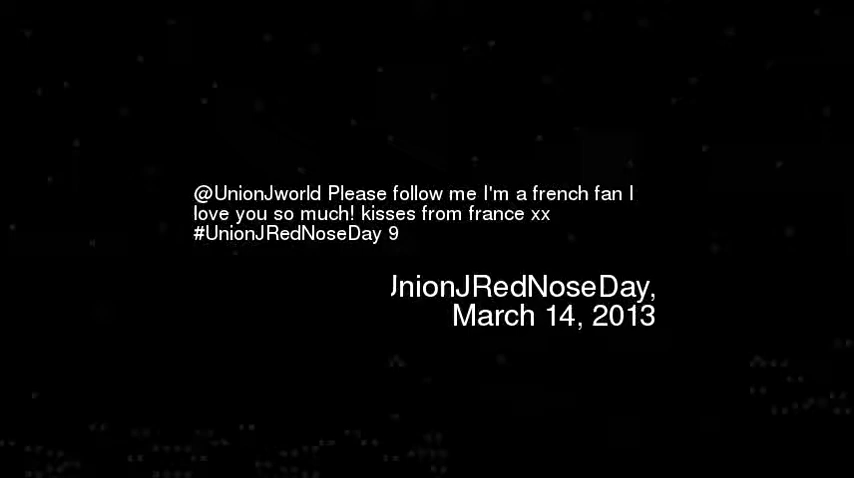 @UnionJworld Please follow me I'm a french fan I
love you so much! kisses from france xx
#UnionJRedNoseDay 9
JnionJRedNoseDay,
March 14, 2013